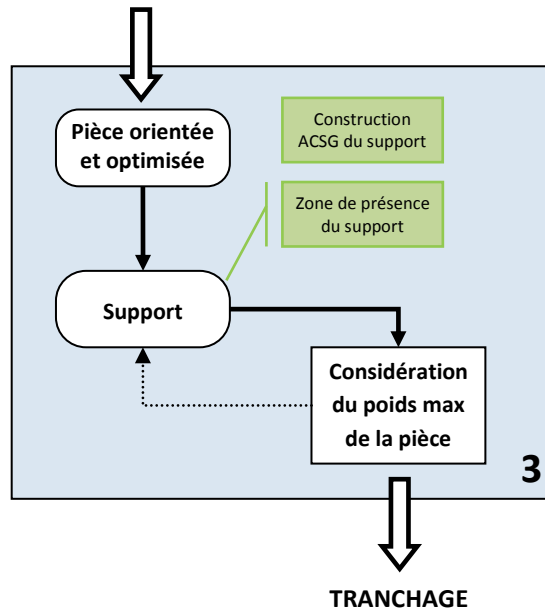 Pièce orientée
et optimisée
Construction
ACSG du support
Zone de présence
du support
Support
Considération
du poids max
de la pièce
3
TRANCHAGE